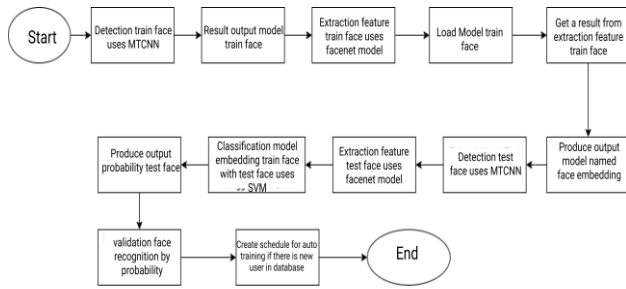 Start
Detection train face
uses MTCNN
Result output model
train face
Extraction feature
train face uses
facenet model
Load Model train
face
Get a result from
extraction feature
train face
Produce output
probability test face
Classification model
embedding train face
with test face uses
SVM
Extraction feature
test face uses
facenet model
Detection test
face uses MTCNN
Produce output
model named
face embedding
validation face
recognition by
probability
Create schedule for auto
training if there is new
user in database
End